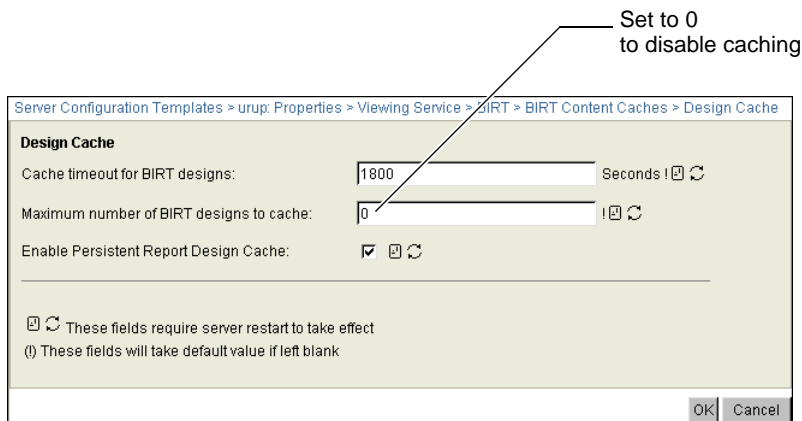 Set to 0
to disable caching
Server Configuration Templates > urup: Properties > Viewing Service > BIRT > BIRT Content Caches > Design Cache
Design Cache
Cache timeout for BIRT designs: 1800 Seconds !
Maximum number of BIRT designs to cache: 0 !
Enable Persistent Report Design Cache:
These fields require server restart to take effect
(!) These fields will take default value if left blank
OK Cancel